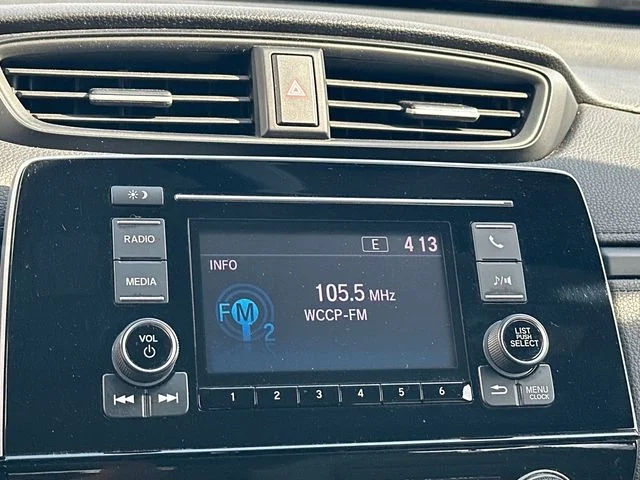 E 4 13
RADIO
INFO
MEDIA
105.5 MHz
FM 2
WCCP-FM
VOL
LIST
PUSH
SELECT
1 2 3 4 5 6
MENU
CLOCK